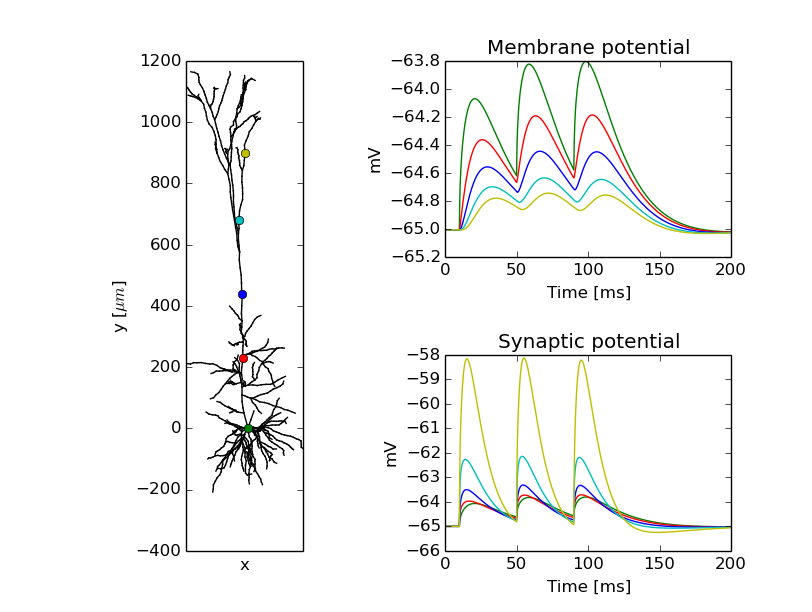 1200
1000
800
600
400
200
0
−200
−400
y [μm]
x
Membrane potential
−63.8
−64.0
−64.2
−64.4
−64.6
−64.8
−65.0
−65.2
mV
0 50 100 150 200
Time [ms]
Synaptic potential
−58
−59
−60
−61
−62
−63
−64
−65
−66
mV
0 50 100 150 200
Time [ms]